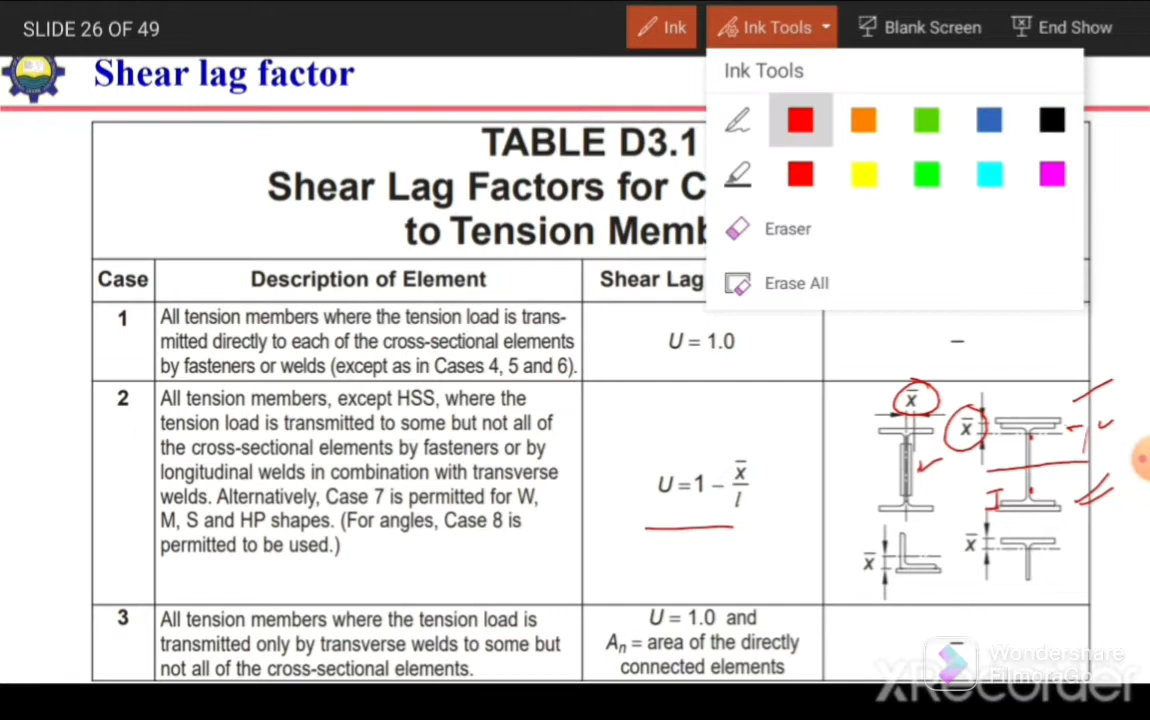 SLIDE 26 OF 49
Ink
Ink Tools
Blank Screen
End Show
Shear lag factor
Ink Tools
Eraser
Erase All
TABLE D3.1
Shear Lag Factors for C
to Tension Memb
Case
Description of Element
Shear Lag
1
All tension members where the tension load is trans-
mitted directly to each of the cross-sectional elements
by fasteners or welds (except as in Cases 4, 5 and 6).
U = 1.0
–
2
All tension members, except HSS, where the
tension load is transmitted to some but not all of
the cross-sectional elements by fasteners or by
longitudinal welds in combination with transverse
welds. Alternatively, Case 7 is permitted for W,
M, S and HP shapes. (For angles, Case 8 is
permitted to be used.)
U = 1 – x̅/l
x̅
x̅
x̅
x̅
3
All tension members where the tension load is
transmitted only by transverse welds to some but
not all of the cross-sectional elements.
U = 1.0 and
An = area of the directly
connected elements
–
Wondershare
FilmoraGo
XRecorder